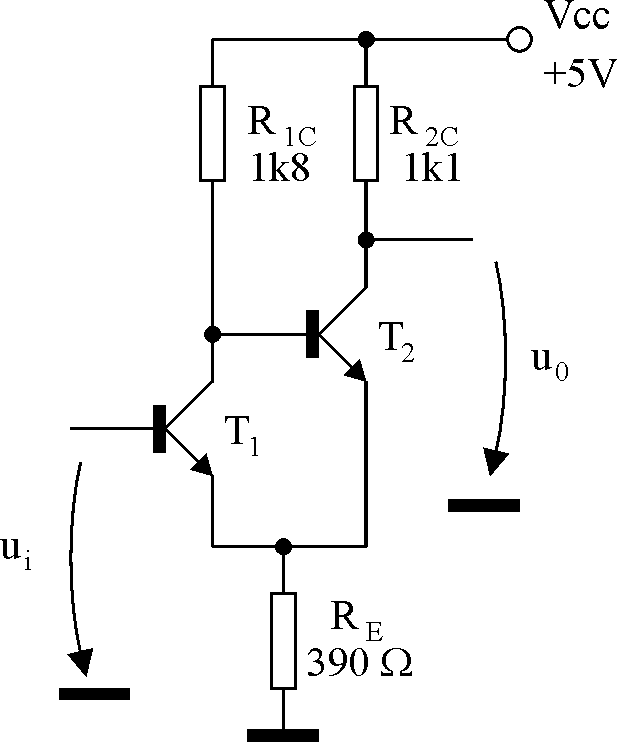 Vcc
+5V
R1C
1k8
R2C
1k1
T2
u0
T1
ui
RE
390 Ω